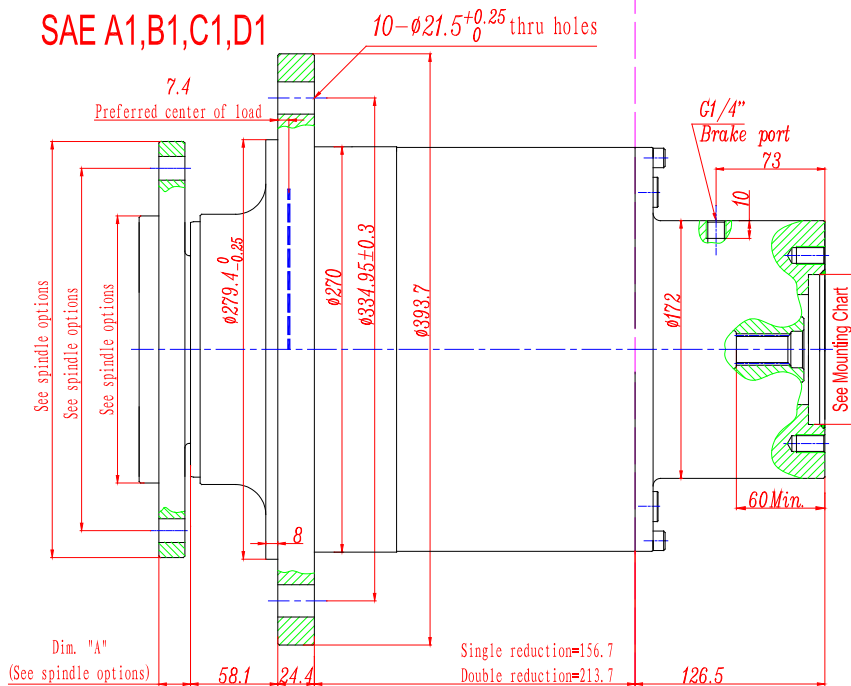 SAE A1,B1,C1,D1
10-ø21.5+0.25 0 thru holes
7.4
Preferred center of load
G1/4"
Brake port
73
10
See spindle options
See spindle options
See spindle options
ø279.4 0 -0.25
ø270
ø334.95±0.3
ø393.7
ø172
See Mounting Chart
60Min.
8
Dim. "A"
(See spindle options)
58.1
24.4
Single reduction=156.7
Double reduction=213.7
126.5